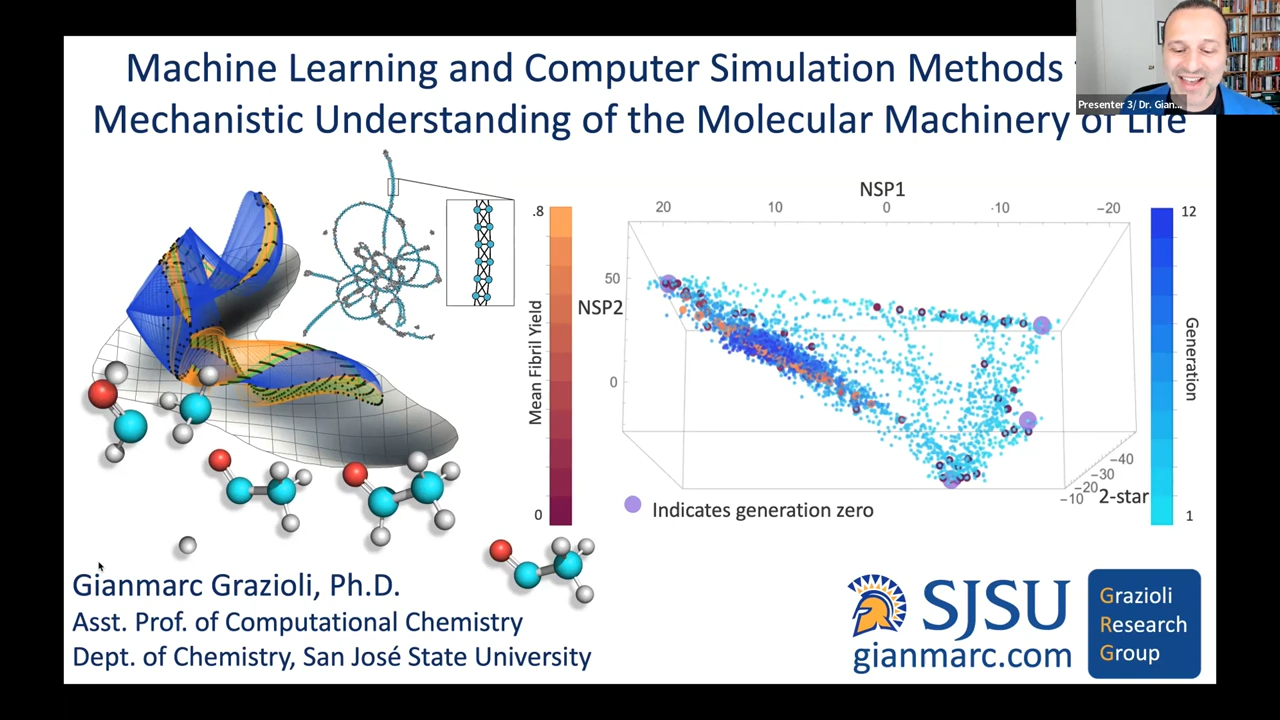 Machine Learning and Computer Simulation Methods
Mechanistic Understanding of the Molecular Machinery of Life
Presenter 3/ Dr. Gian...
NSP1
20 10 0 -10 -20
50
NSP2
0
-40
-30
-20
-10
2-star
.8
Mean Fibril Yield
0
12
Generation
1
Indicates generation zero
Gianmarc Grazioli, Ph.D.
Asst. Prof. of Computational Chemistry
Dept. of Chemistry, San José State University
SJSU
gianmarc.com
Grazioli
Research
Group